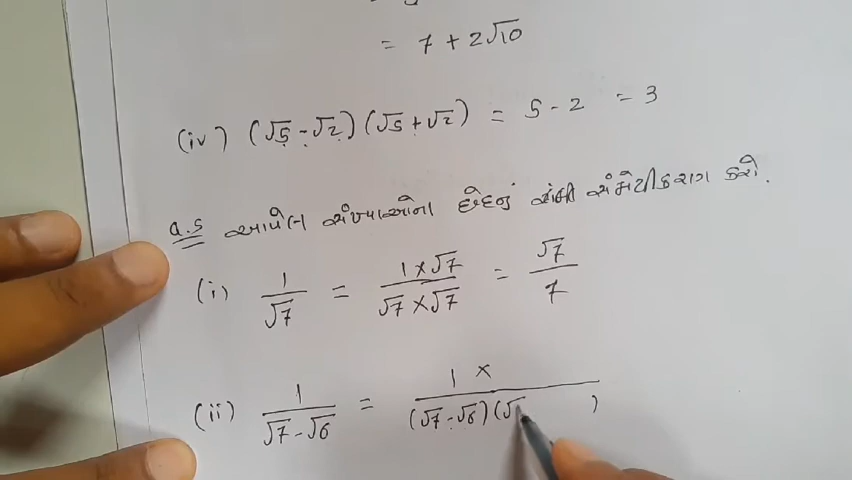 = 7 + 2√10
(iv) (√5 - √2)(√5 + √2) = 5 - 2 = 3
Q.5 આપેલ સંખ્યાઓના છેદનું સંમેયીકરણ કરો.
(i) 1/√7 = 1×√7/√7×√7 = √7/7
(ii) 1/√7-√6 = 1 ×/(√7-√6)(√ )